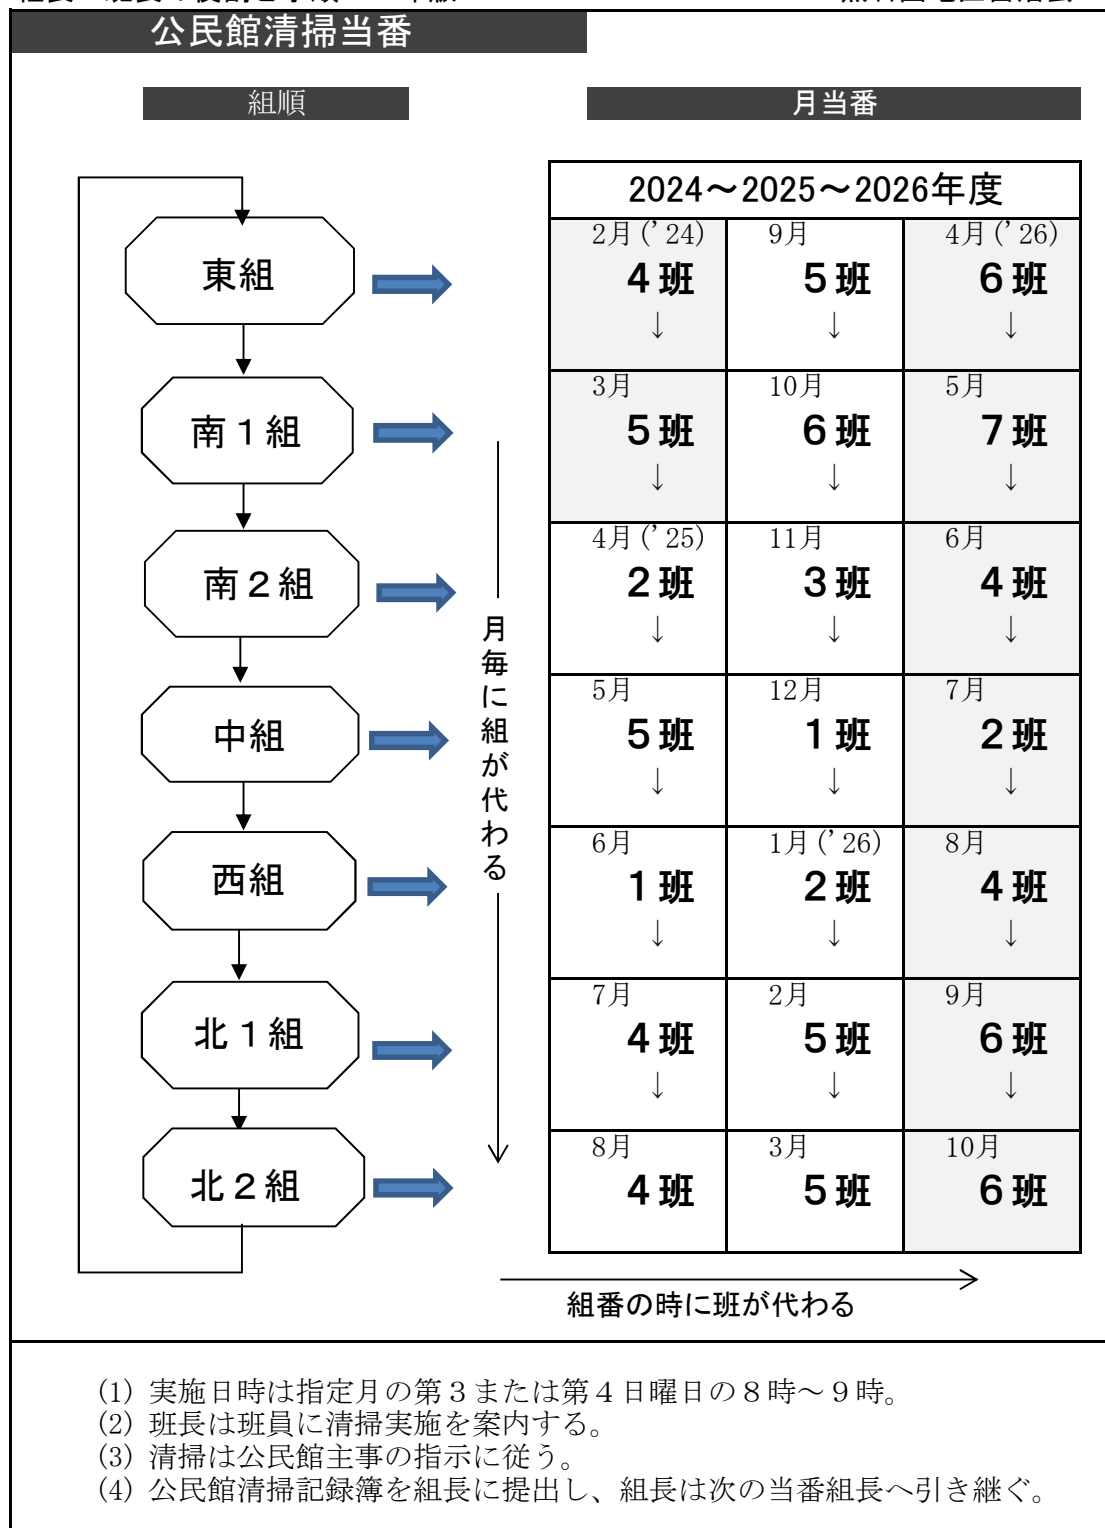 公民館清掃当番
組順
月当番
2024～2025～2026年度
東組
2月('24) 9月 4月('26)
4班 5班 6班
↓ ↓ ↓
南1組
3月 10月 5月
5班 6班 7班
↓ ↓ ↓
南2組
4月('25) 11月 6月
2班 3班 4班
↓ ↓ ↓
中組
5月 12月 7月
5班 1班 2班
↓ ↓ ↓
西組
6月 1月('26) 8月
1班 2班 4班
↓ ↓ ↓
北1組
7月 2月 9月
4班 5班 6班
↓ ↓ ↓
北2組
8月 3月 10月
4班 5班 6班
月毎に組が代わる
組番の時に班が代わる
(1) 実施日時は指定月の第３または第４日曜日の８時～９時。
(2) 班長は班員に清掃実施を案内する。
(3) 清掃は公民館主事の指示に従う。
(4) 公民館清掃記録簿を組長に提出し、組長は次の当番組長へ引き継ぐ。